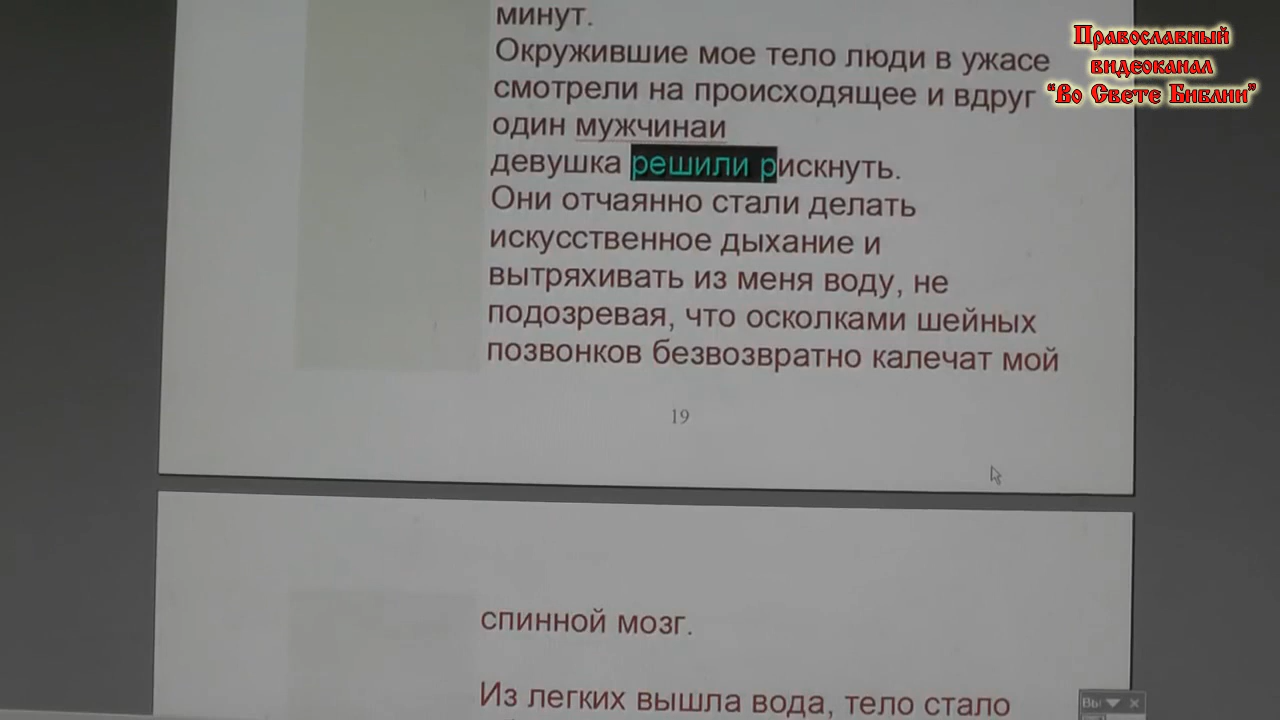 минут.
Окружившие мое тело люди в ужасе
смотрели на происходящее и вдруг
один мужчинаи
девушка решили рискнуть.
Они отчаянно стали делать
искусственное дыхание и
вытряхивать из меня воду, не
подозревая, что осколками шейных
позвонков безвозвратно калечат мой
19
спинной мозг.
Из легких вышла вода, тело стало
Православный
видеоканал
"Во Свете Библии"